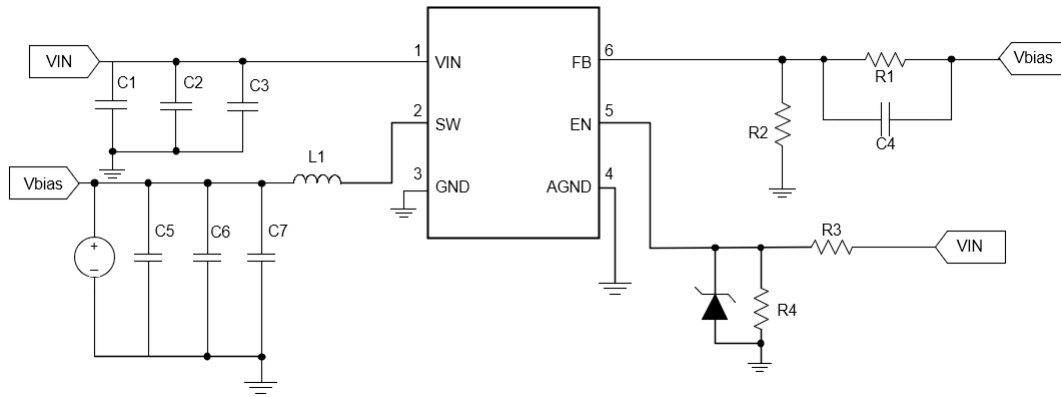 VIN
C1
C2
C3
1
VIN
2
SW
3
GND
6
FB
5
EN
4
AGND
R1
Vbias
R2
C4
Vbias
L1
+
−
C5
C6
C7
R3
VIN
R4